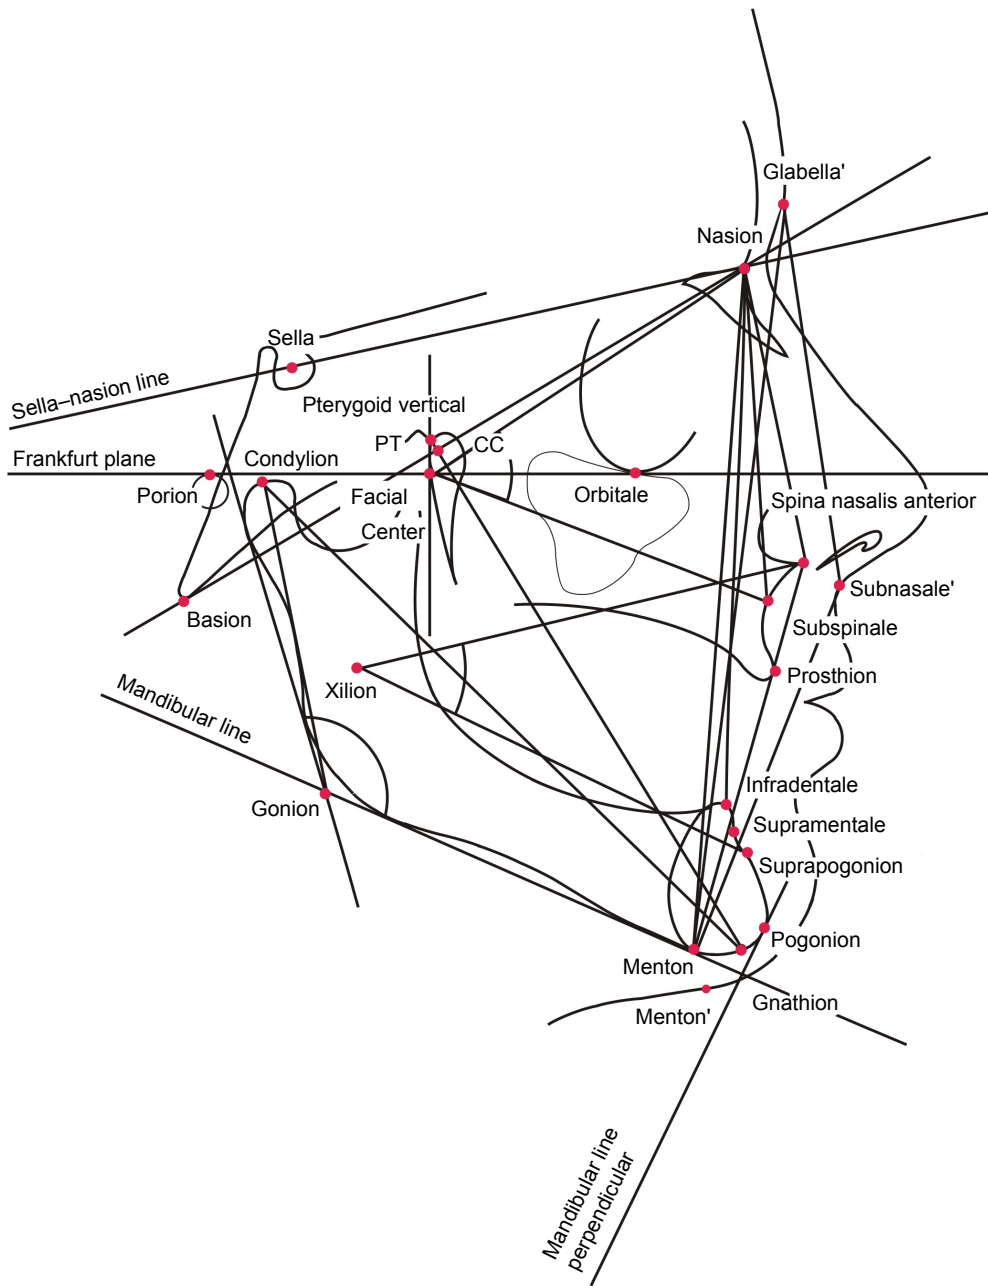 Glabella'
Nasion
Sella
Sella–nasion line
Pterygoid vertical
PT
CC
Frankfurt plane
Condylion
Porion
Facial
Center
Orbitale
Spina nasalis anterior
Basion
Subnasale'
Subspinale
Xilion
Prosthion
Mandibular line
Gonion
Infradentale
Supramentale
Suprapogonion
Pogonion
Menton
Gnathion
Menton'
Mandibular line
perpendicular